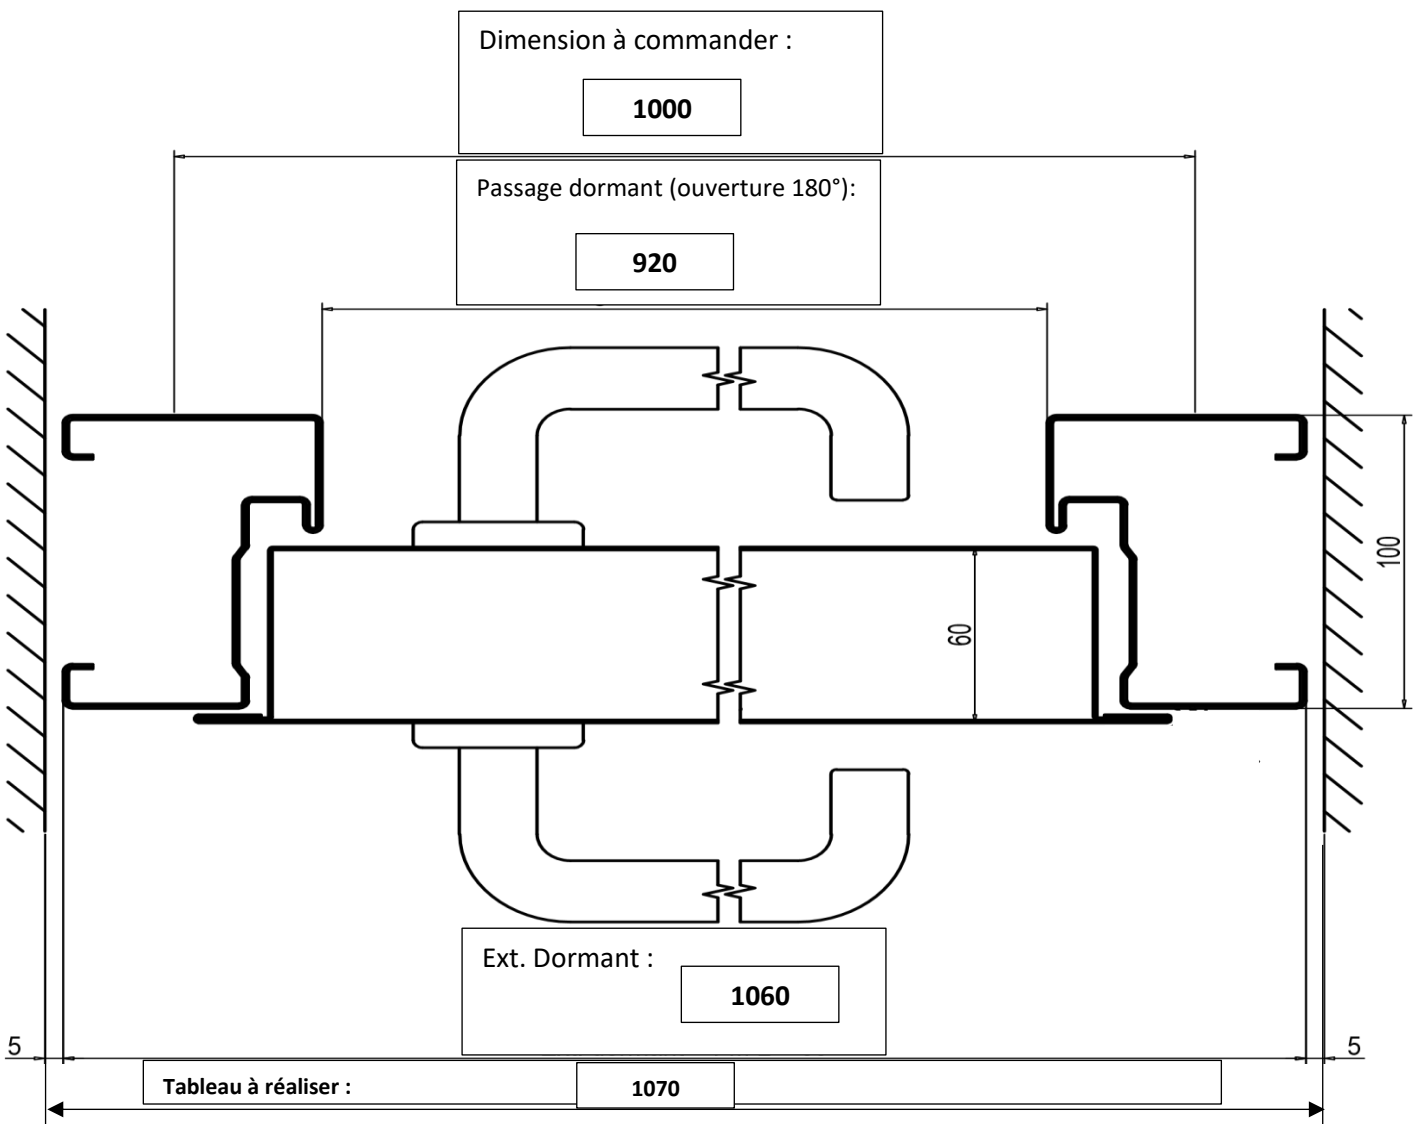 Dimension à commander :
1000
Passage dormant (ouverture 180°):
920
100
60
Ext. Dormant :
1060
5
5
Tableau à réaliser :
1070